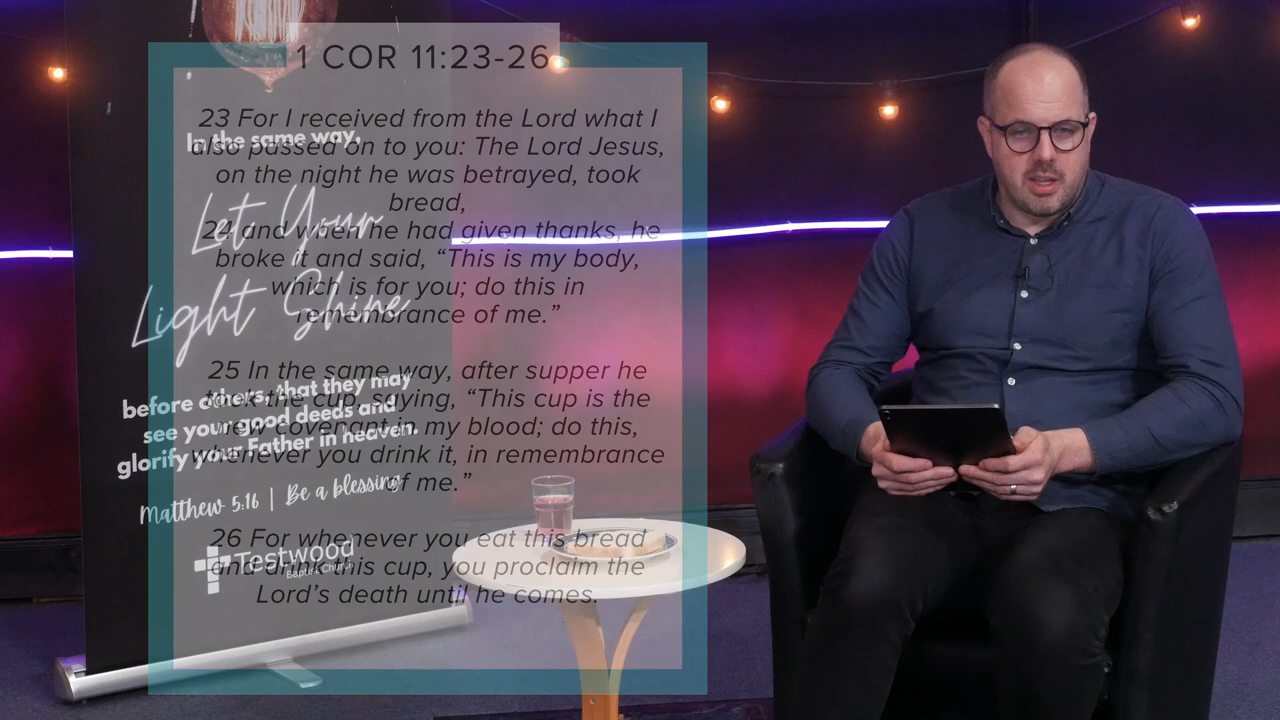 1 COR 11:23-26
23 For I received from the Lord what I
also passed on to you: The Lord Jesus,
on the night he was betrayed, took
bread,
24 and when he had given thanks, he
broke it and said, “This is my body,
which is for you; do this in
remembrance of me.”
25 In the same way, after supper he
took the cup, saying, “This cup is the
new covenant in my blood; do this,
whenever you drink it, in remembrance
of me.”
26 For whenever you eat this bread
and drink this cup, you proclaim the
Lord’s death until he comes.
In the same way,
Let Your
Light Shine
before others, that they may
see your good deeds and
glorify your Father in heaven.
Matthew 5:16 | Be a blessing
Testwood
Baptist Church